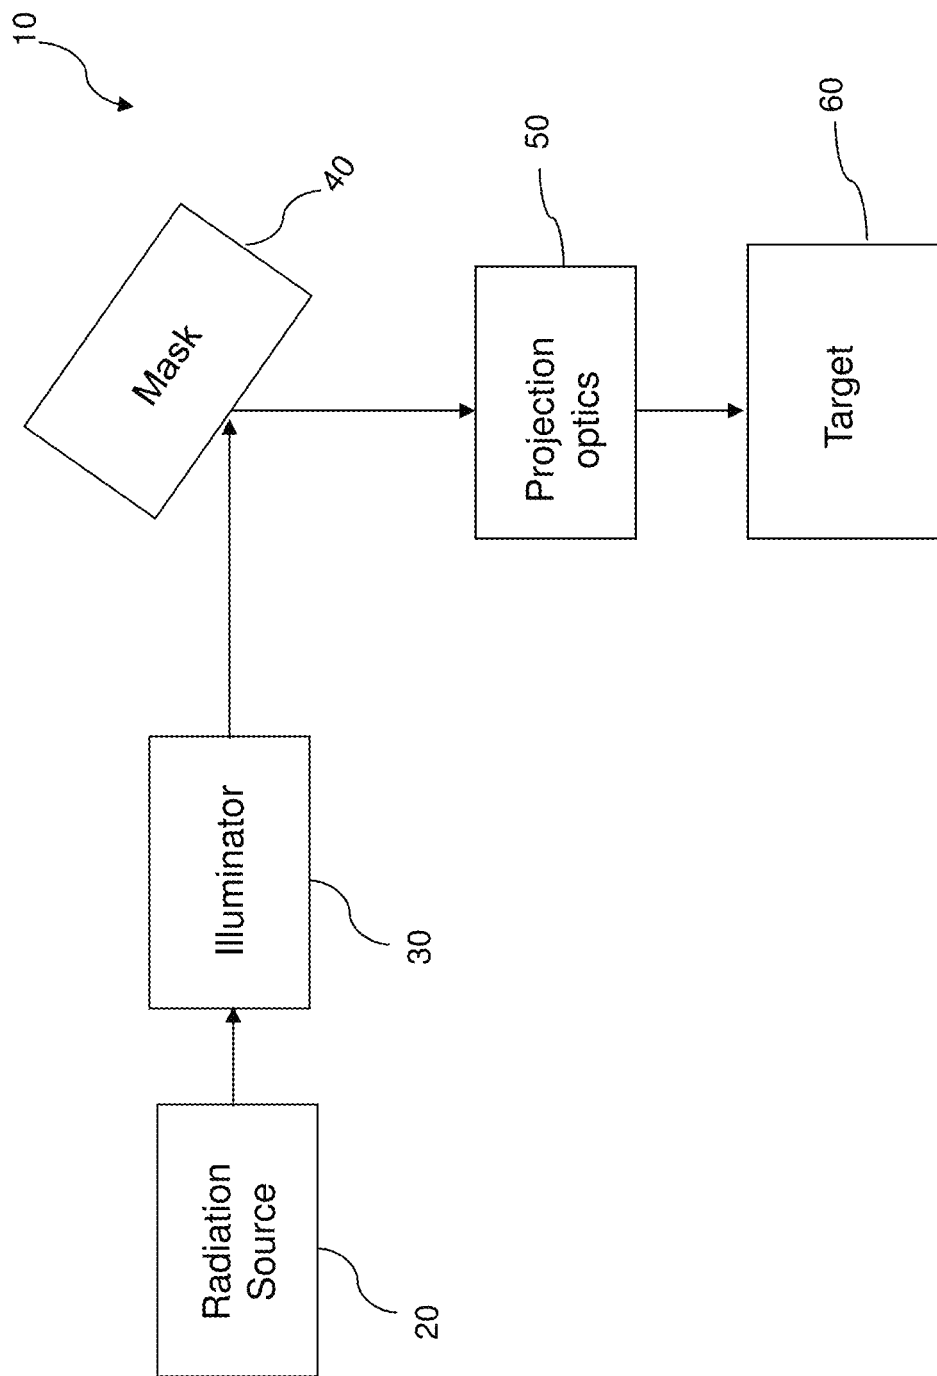 10
40
Mask
50
Projection
optics
60
Target
Illuminator
30
Radiation
Source
20